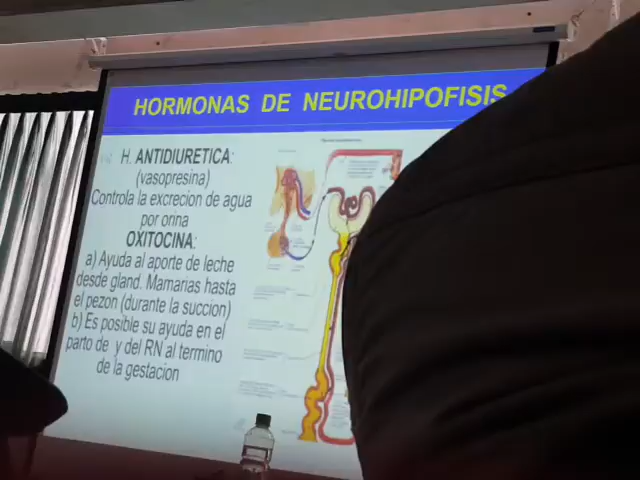 HORMONAS DE NEUROHIPOFISIS
H. ANTIDIURETICA:
(vasopresina)
Controla la excrecion de agua
por orina
OXITOCINA:
a) Ayuda al aporte de leche
desde gland. Mamarias hasta
el pezon (durante la succion)
b) Es posible su ayuda en el
parto de y del RN al termino
de la gestacion